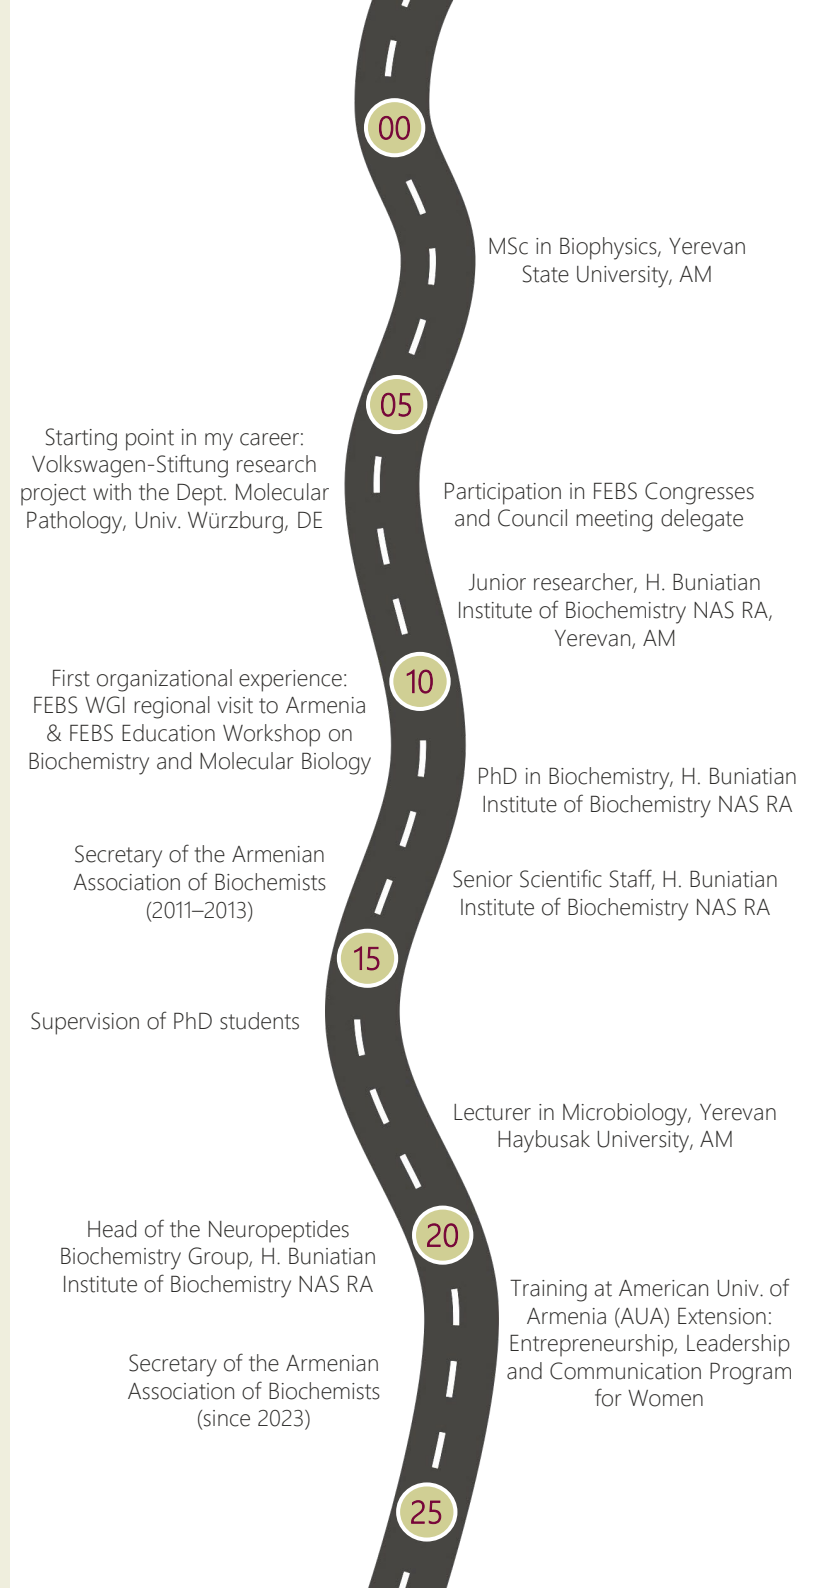 00
MSc in Biophysics, Yerevan
State University, AM
05
Starting point in my career:
Volkswagen-Stiftung research
project with the Dept. Molecular
Pathology, Univ. Würzburg, DE
Participation in FEBS Congresses
and Council meeting delegate
Junior researcher, H. Buniatian
Institute of Biochemistry NAS RA,
Yerevan, AM
10
First organizational experience:
FEBS WGI regional visit to Armenia
& FEBS Education Workshop on
Biochemistry and Molecular Biology
PhD in Biochemistry, H. Buniatian
Institute of Biochemistry NAS RA
Secretary of the Armenian
Association of Biochemists
(2011–2013)
Senior Scientific Staff, H. Buniatian
Institute of Biochemistry NAS RA
15
Supervision of PhD students
Lecturer in Microbiology, Yerevan
Haybusak University, AM
20
Head of the Neuropeptides
Biochemistry Group, H. Buniatian
Institute of Biochemistry NAS RA
Training at American Univ. of
Armenia (AUA) Extension:
Entrepreneurship, Leadership
and Communication Program
for Women
Secretary of the Armenian
Association of Biochemists
(since 2023)
25